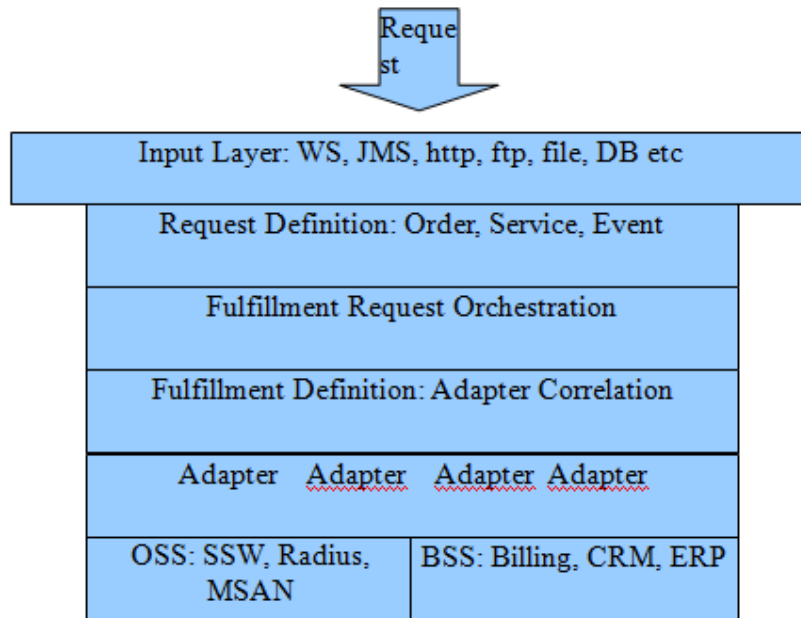 Reque
st
Input Layer: WS, JMS, http, ftp, file, DB etc
Request Definition: Order, Service, Event
Fulfillment Request Orchestration
Fulfillment Definition: Adapter Correlation
Adapter Adapter Adapter Adapter
OSS: SSW, Radius,
MSAN
BSS: Billing, CRM, ERP